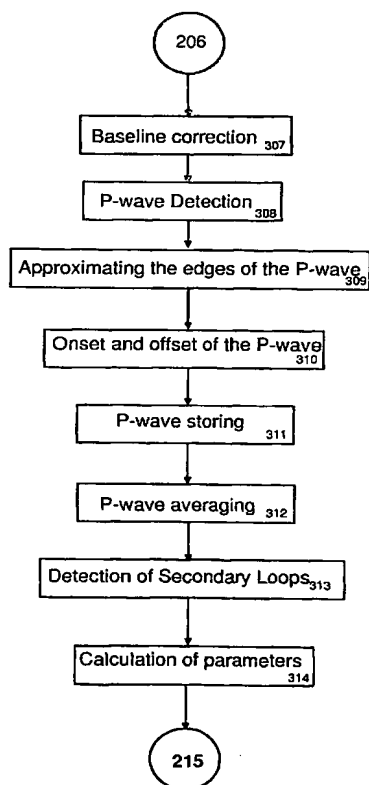 206
Baseline correction 307
P-wave Detection 308
Approximating the edges of the P-wave 309
Onset and offset of the P-wave 310
P-wave storing 311
P-wave averaging 312
Detection of Secondary Loops 313
Calculation of parameters 314
215